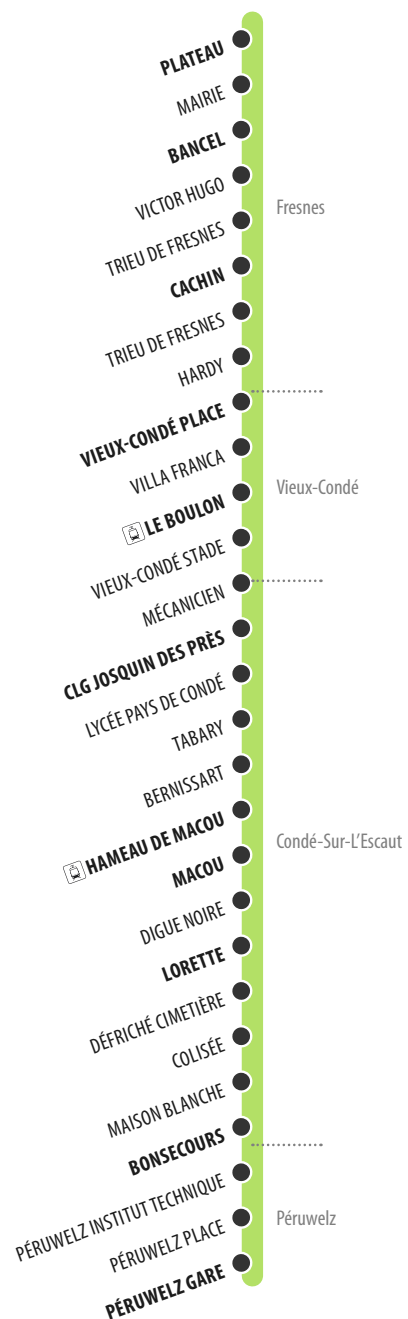 PLATEAU
MAIRIE
BANCEL
VICTOR HUGO
TRIEU DE FRESNES
CACHIN
TRIEU DE FRESNES
HARDY
Fresnes
VIEUX-CONDÉ PLACE
VILLA FRANCA
LE BOULON
VIEUX-CONDÉ STADE
Vieux-Condé
MÉCANICIEN
CLG JOSQUIN DES PRÈS
LYCÉE PAYS DE CONDÉ
TABARY
BERNISSART
HAMEAU DE MACOU
MACOU
DIGUE NOIRE
LORETTE
DÉFRICHÉ CIMETIÈRE
COLISÉE
MAISON BLANCHE
BONSECOURS
Condé-Sur-L'Escaut
PÉRUWELZ INSTITUT TECHNIQUE
PÉRUWELZ PLACE
PÉRUWELZ GARE
Péruwelz